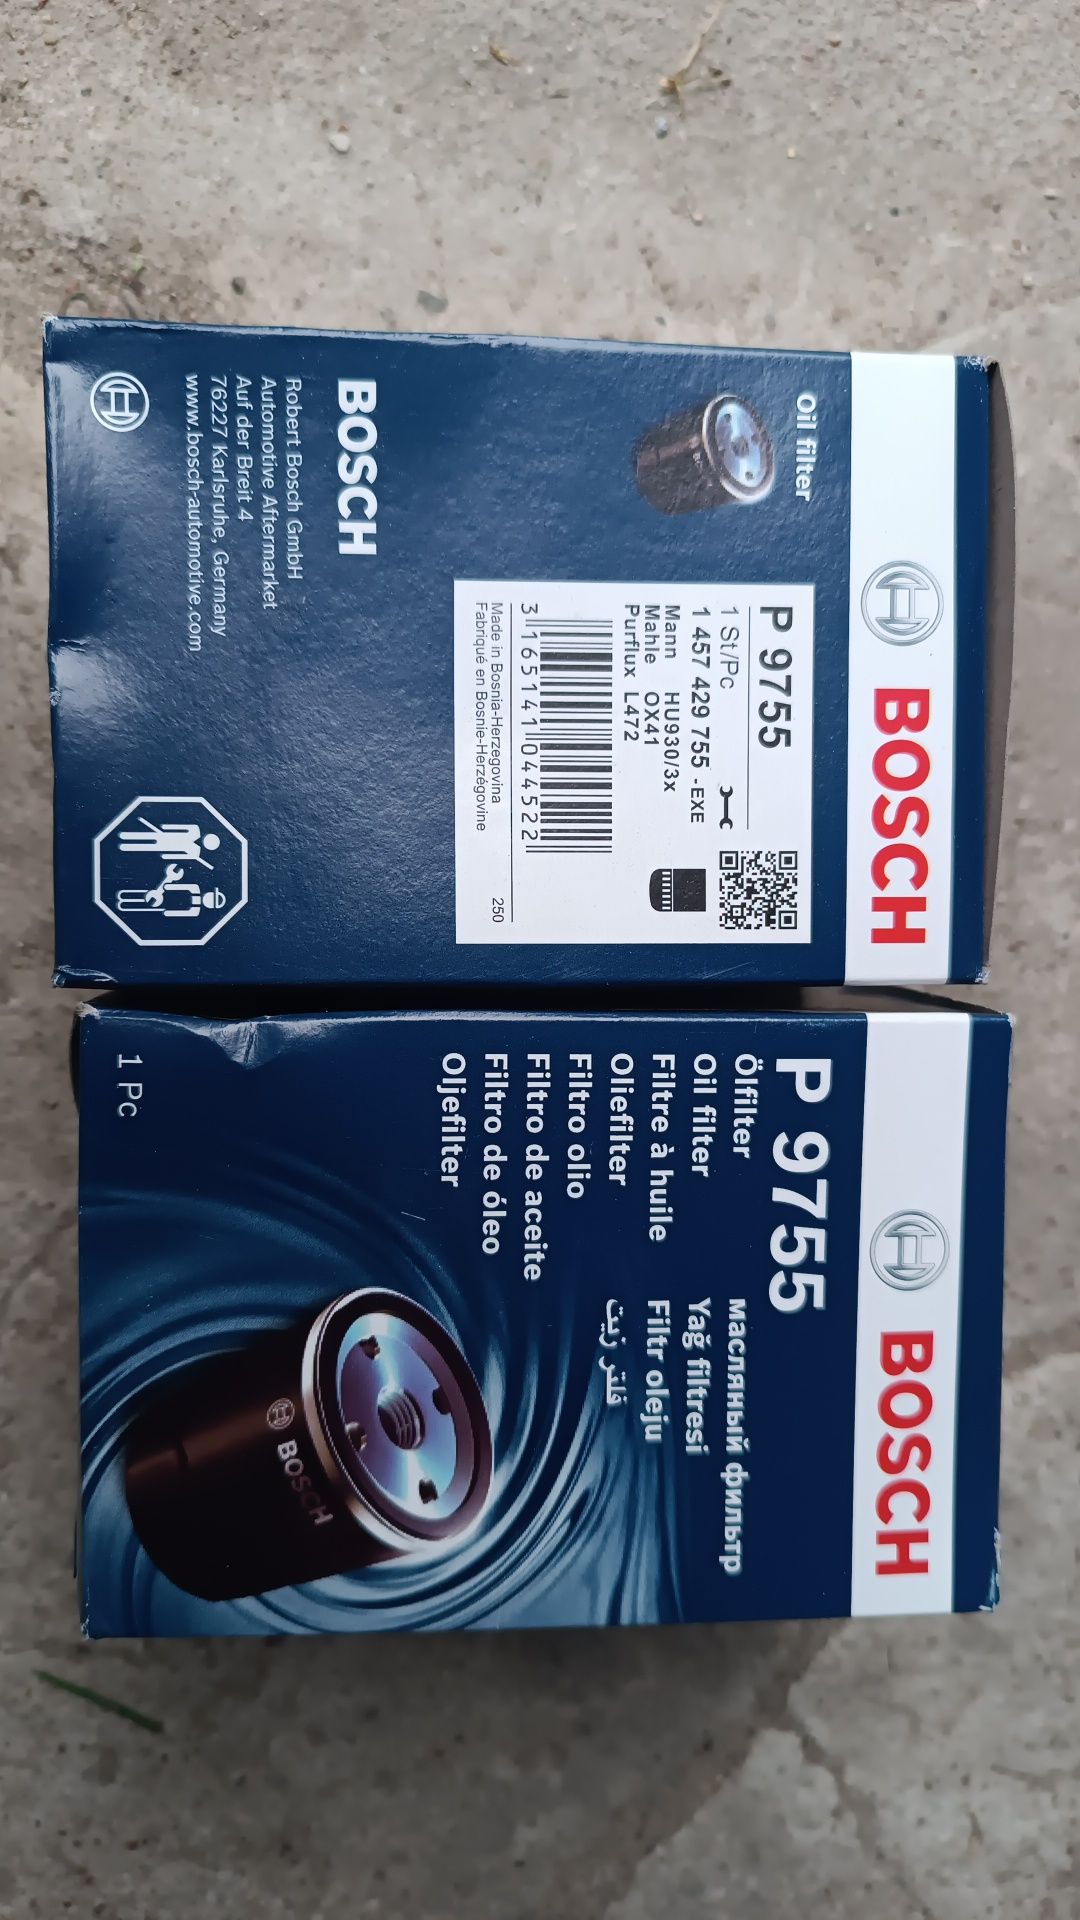 BOSCH
Oil filter
P 9755
1 St/Pc
1 457 429 755 -EXE
Mann HU930/3x
Mahle OX41
Purflux L472
3 165141 044522
Made in Bosnia-Herzegovina
Fabriqué en Bosnie-Herzégovine
250
BOSCH
Robert Bosch GmbH
Automotive Aftermarket
Auf der Breit 4
76227 Karlsruhe, Germany
www.bosch-automotive.com
BOSCH
P 9755
Ölfilter
Oil filter
Filtre à huile
Oliefilter
Filtro olio
Filtro de aceite
Filtro de óleo
Oljefilter
масляный фильтр
Yağ filtresi
Filtr oleju
فلتر زيت
BOSCH
1 Pc